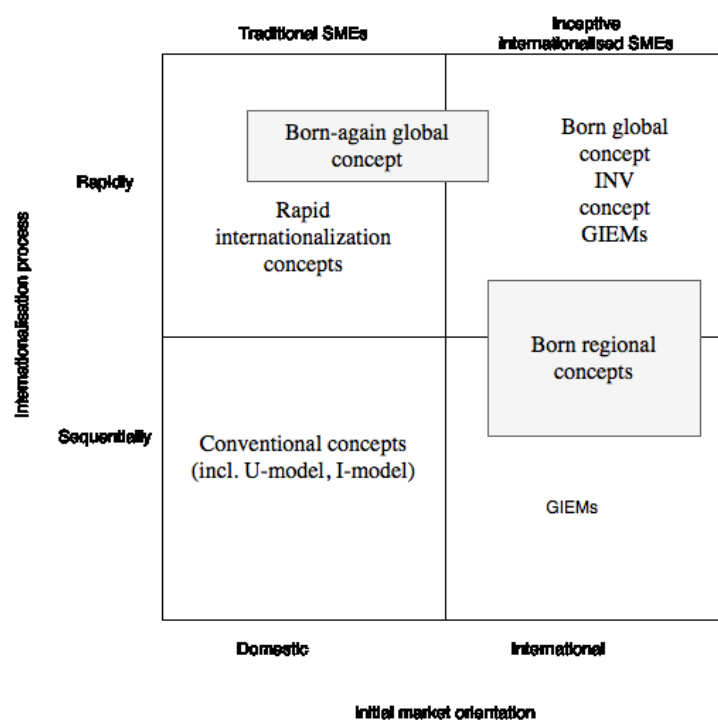 Traditional SMEs
Inceptive
internationalised SMEs
Internationalisation process
Rapidly
Born-again global
concept
Rapid
internationalization
concepts
Born global
concept
INV
concept
GIEMs
Born regional
concepts
Sequentially
Conventional concepts
(incl. U-model, I-model)
GIEMs
Domestic
International
Initial market orientation